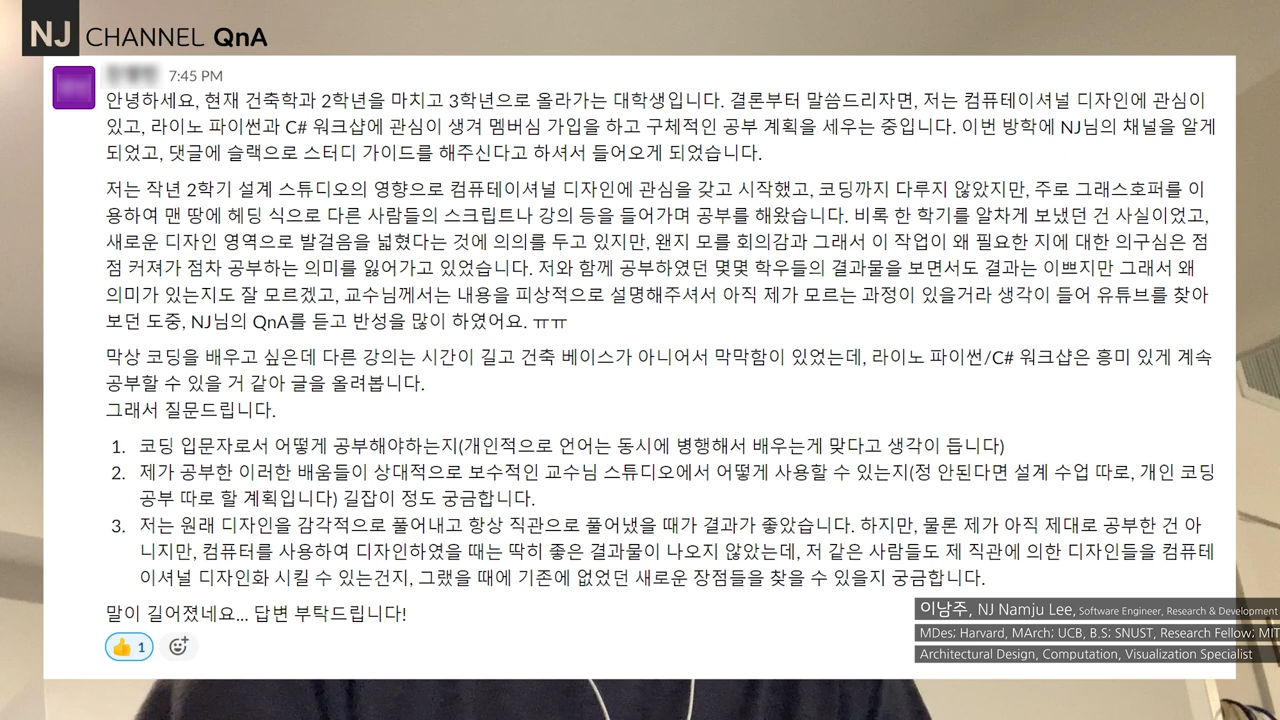 NJ CHANNEL QnA
7:45 PM
안녕하세요, 현재 건축학과 2학년을 마치고 3학년으로 올라가는 대학생입니다. 결론부터 말씀드리자면, 저는 컴퓨테이셔널 디자인에 관심이
있고, 라이노 파이썬과 C# 워크샵에 관심이 생겨 멤버십 가입을 하고 구체적인 공부 계획을 세우는 중입니다. 이번 방학에 NJ님의 채널을 알게
되었고, 댓글에 슬랙으로 스터디 가이드를 해주신다고 하셔서 들어오게 되었습니다.
저는 작년 2학기 설계 스튜디오의 영향으로 컴퓨테이셔널 디자인에 관심을 갖고 시작했고, 코딩까지 다루지 않았지만, 주로 그래스호퍼를 이
용하여 맨 땅에 헤딩 식으로 다른 사람들의 스크립트나 강의 등을 들어가며 공부를 해왔습니다. 비록 한 학기를 알차게 보냈던 건 사실이었고,
새로운 디자인 영역으로 발걸음을 넓혔다는 것에 의의를 두고 있지만, 왠지 모를 회의감과 그래서 이 작업이 왜 필요한 지에 대한 의구심은 점
점 커져가 점차 공부하는 의미를 잃어가고 있었습니다. 저와 함께 공부하였던 몇몇 학우들의 결과물을 보면서도 결과는 이쁘지만 그래서 왜
의미가 있는지도 잘 모르겠고, 교수님께서는 내용을 피상적으로 설명해주셔서 아직 제가 모르는 과정이 있을거라 생각이 들어 유튜브를 찾아
보던 도중, NJ님의 QnA를 듣고 반성을 많이 하였어요. ㅠㅠ
막상 코딩을 배우고 싶은데 다른 강의는 시간이 길고 건축 베이스가 아니어서 막막함이 있었는데, 라이노 파이썬/C# 워크샵은 흥미 있게 계속
공부할 수 있을 거 같아 글을 올려봅니다.
그래서 질문드립니다.
1. 코딩 입문자로서 어떻게 공부해야하는지(개인적으로 언어는 동시에 병행해서 배우는게 맞다고 생각이 듭니다)
2. 제가 공부한 이러한 배움들이 상대적으로 보수적인 교수님 스튜디오에서 어떻게 사용할 수 있는지(정 안된다면 설계 수업 따로, 개인 코딩
공부 따로 할 계획입니다) 길잡이 정도 궁금합니다.
3. 저는 원래 디자인을 감각적으로 풀어내고 항상 직관으로 풀어냈을 때가 결과가 좋았습니다. 하지만, 물론 제가 아직 제대로 공부한 건 아
니지만, 컴퓨터를 사용하여 디자인하였을 때는 딱히 좋은 결과물이 나오지 않았는데, 저 같은 사람들도 제 직관에 의한 디자인들을 컴퓨테
이셔널 디자인화 시킬 수 있는건지, 그랬을 때에 기존에 없었던 새로운 장점들을 찾을 수 있을지 궁금합니다.
말이 길어졌네요... 답변 부탁드립니다!
1
이남주, NJ Namju Lee, Software Engineer, Research & Development
MDes; Harvard, MArch; UCB, B.S; SNUST, Research Fellow; MIT
Architectural Design, Computation, Visualization Specialist